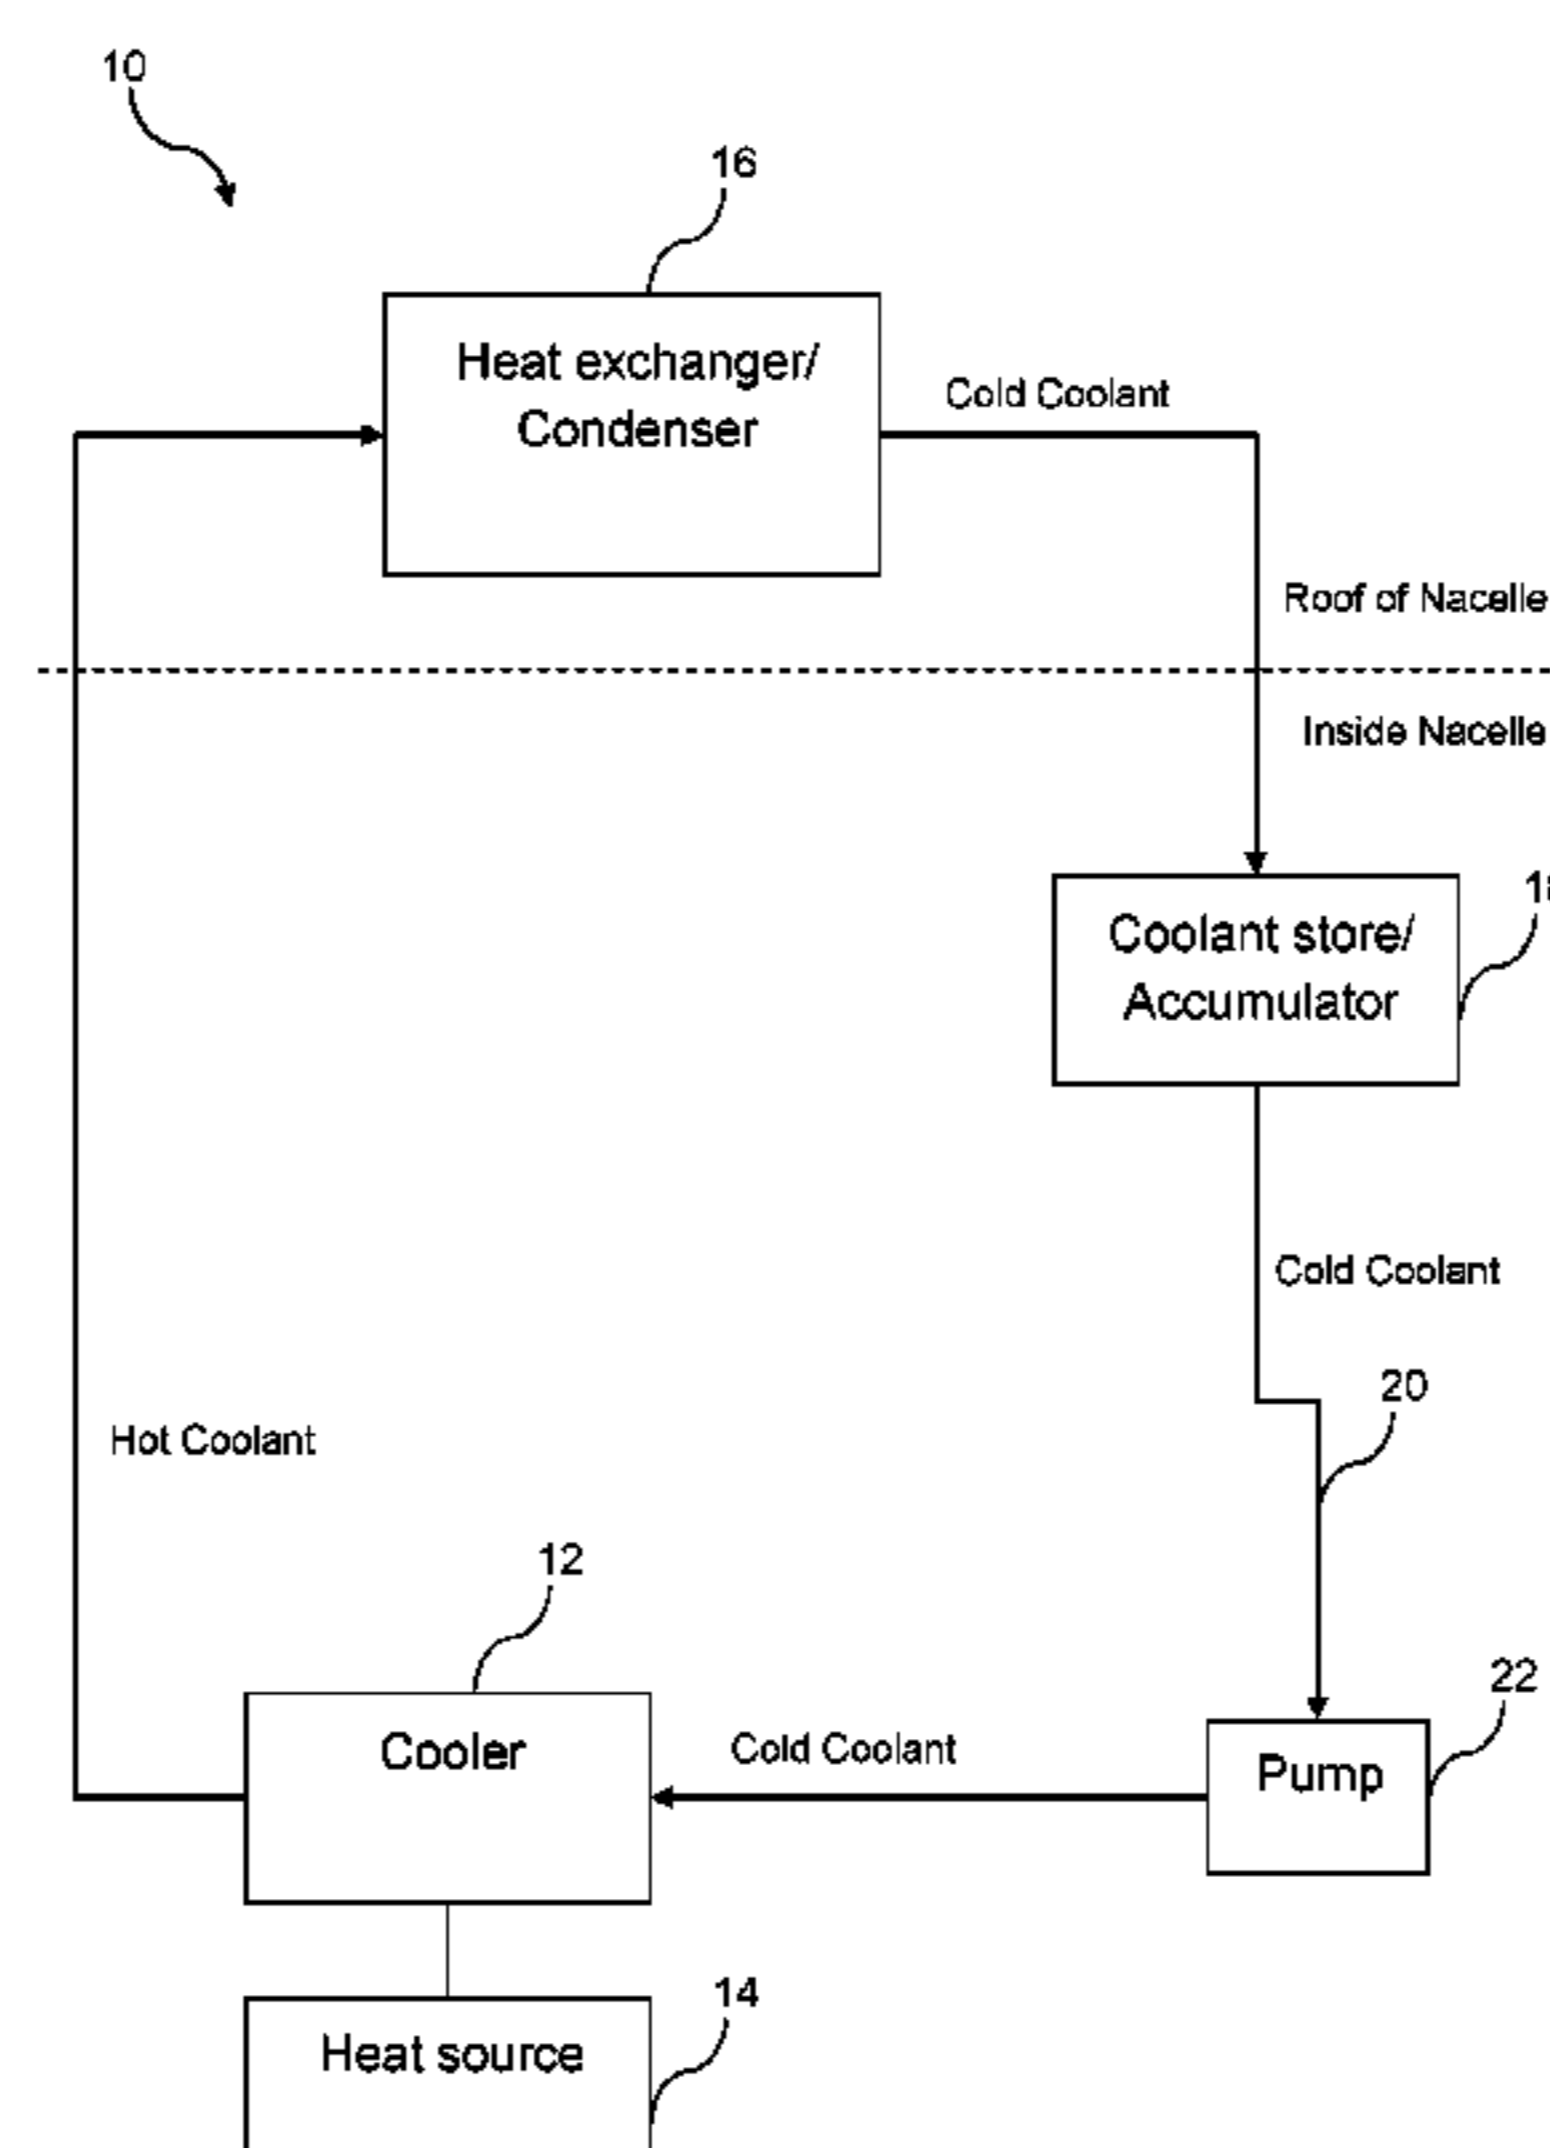 10
16
Heat exchanger/
Condenser
Cold Coolant
Roof of Nacelle
Inside Nacelle
Coolant store/
Accumulator
Cold Coolant
20
Hot Coolant
12
22
Cooler
Cold Coolant
Pump
14
Heat source